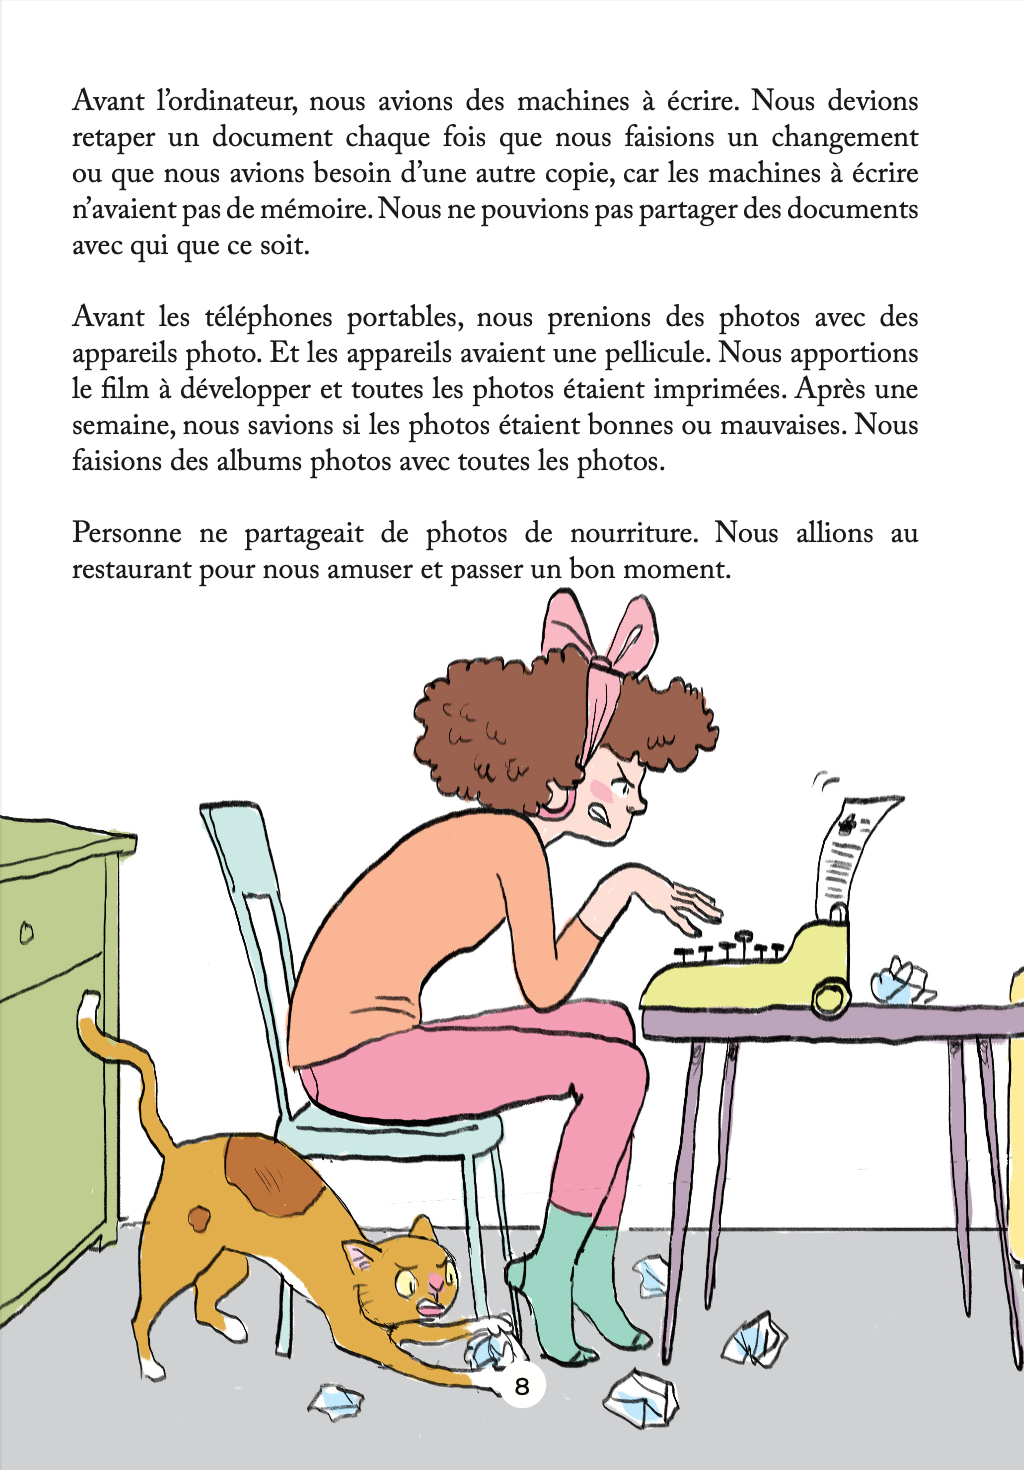 Avant l’ordinateur, nous avions des machines à écrire. Nous devions
retaper un document chaque fois que nous faisions un changement
ou que nous avions besoin d’une autre copie, car les machines à écrire
n’avaient pas de mémoire. Nous ne pouvions pas partager des documents
avec qui que ce soit.
Avant les téléphones portables, nous prenions des photos avec des
appareils photo. Et les appareils avaient une pellicule. Nous apportions
le film à développer et toutes les photos étaient imprimées. Après une
semaine, nous savions si les photos étaient bonnes ou mauvaises. Nous
faisions des albums photos avec toutes les photos.
Personne ne partageait de photos de nourriture. Nous allions au
restaurant pour nous amuser et passer un bon moment.
8